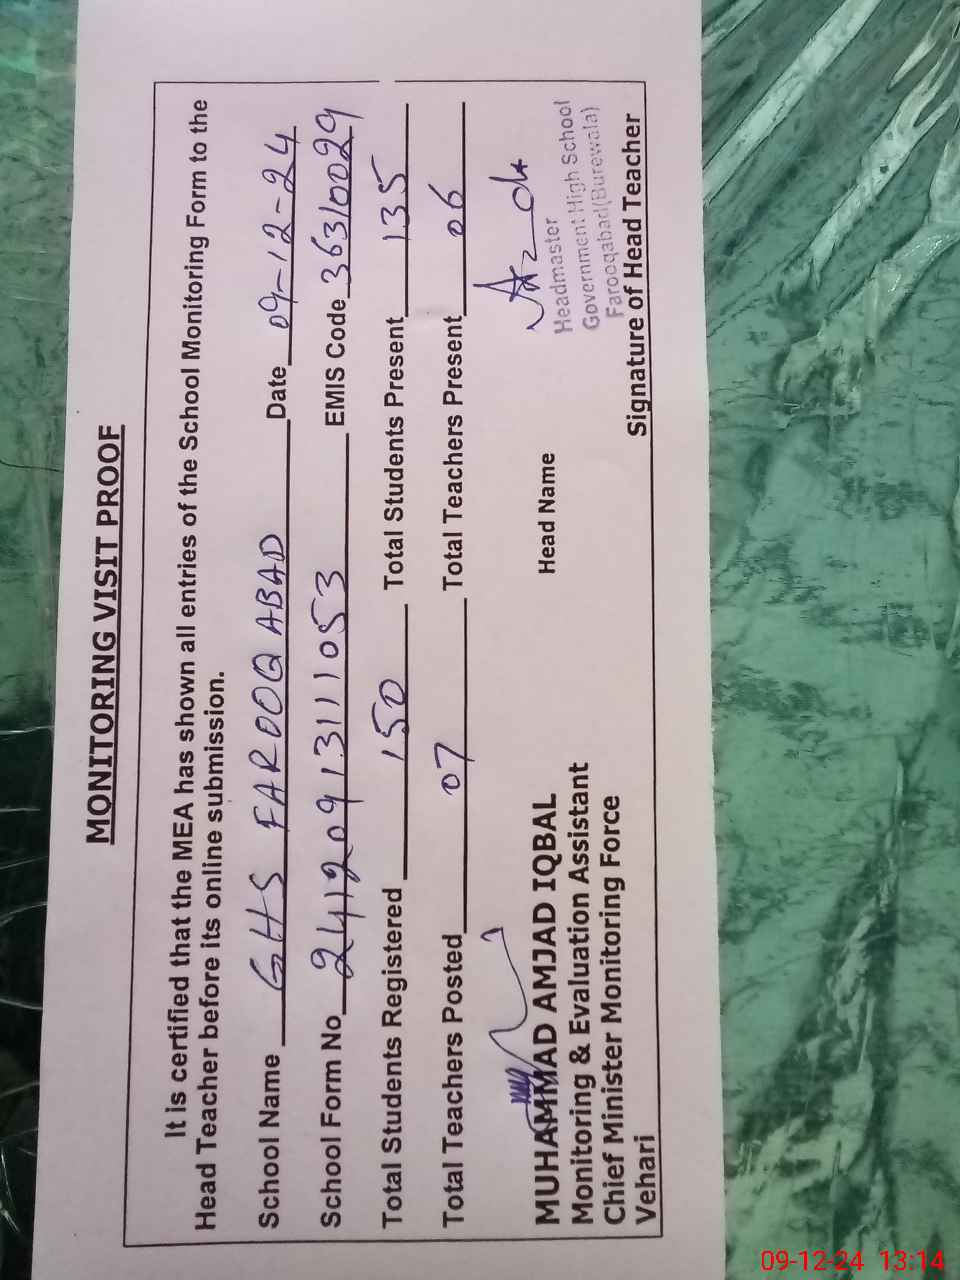 MONITORING VISIT PROOF
It is certified that the MEA has shown all entries of the School Monitoring Form to the
Head Teacher before its online submission.
School Name GHS FAROOQ ABAD Date 09-12-24
School Form No 24120913111053 EMIS Code 36310029
Total Students Registered 150 Total Students Present 135
Total Teachers Posted 07 Total Teachers Present 06
MUHAMMAD AMJAD IQBAL
Monitoring & Evaluation Assistant
Chief Minister Monitoring Force
Vehari
Head Name
Headmaster
Government High School
Farooqabad(Burewala)
Signature of Head Teacher
09-12-24 13:14